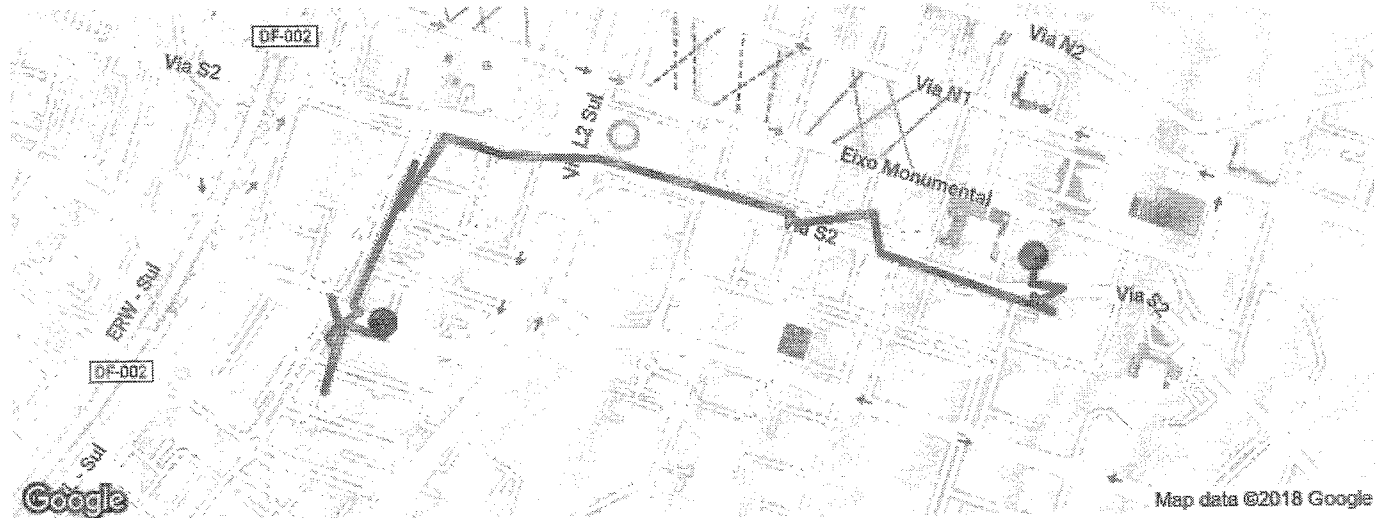 DF-002
Via S2
Via N2
Via N1
L2 Sul
Eixo Monumental
Via S2
ERW - Sul
Via S2
DF-002
- Sul
Google
Map data ©2018 Google